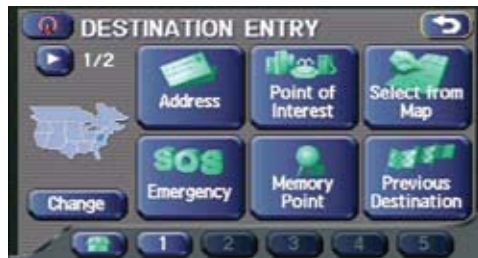 DESTINATION ENTRY
1/2
Address
Point of
Interest
Select from
Map
SOS
Emergency
Memory
Point
Previous
Destination
Change
1
2
3
4
5